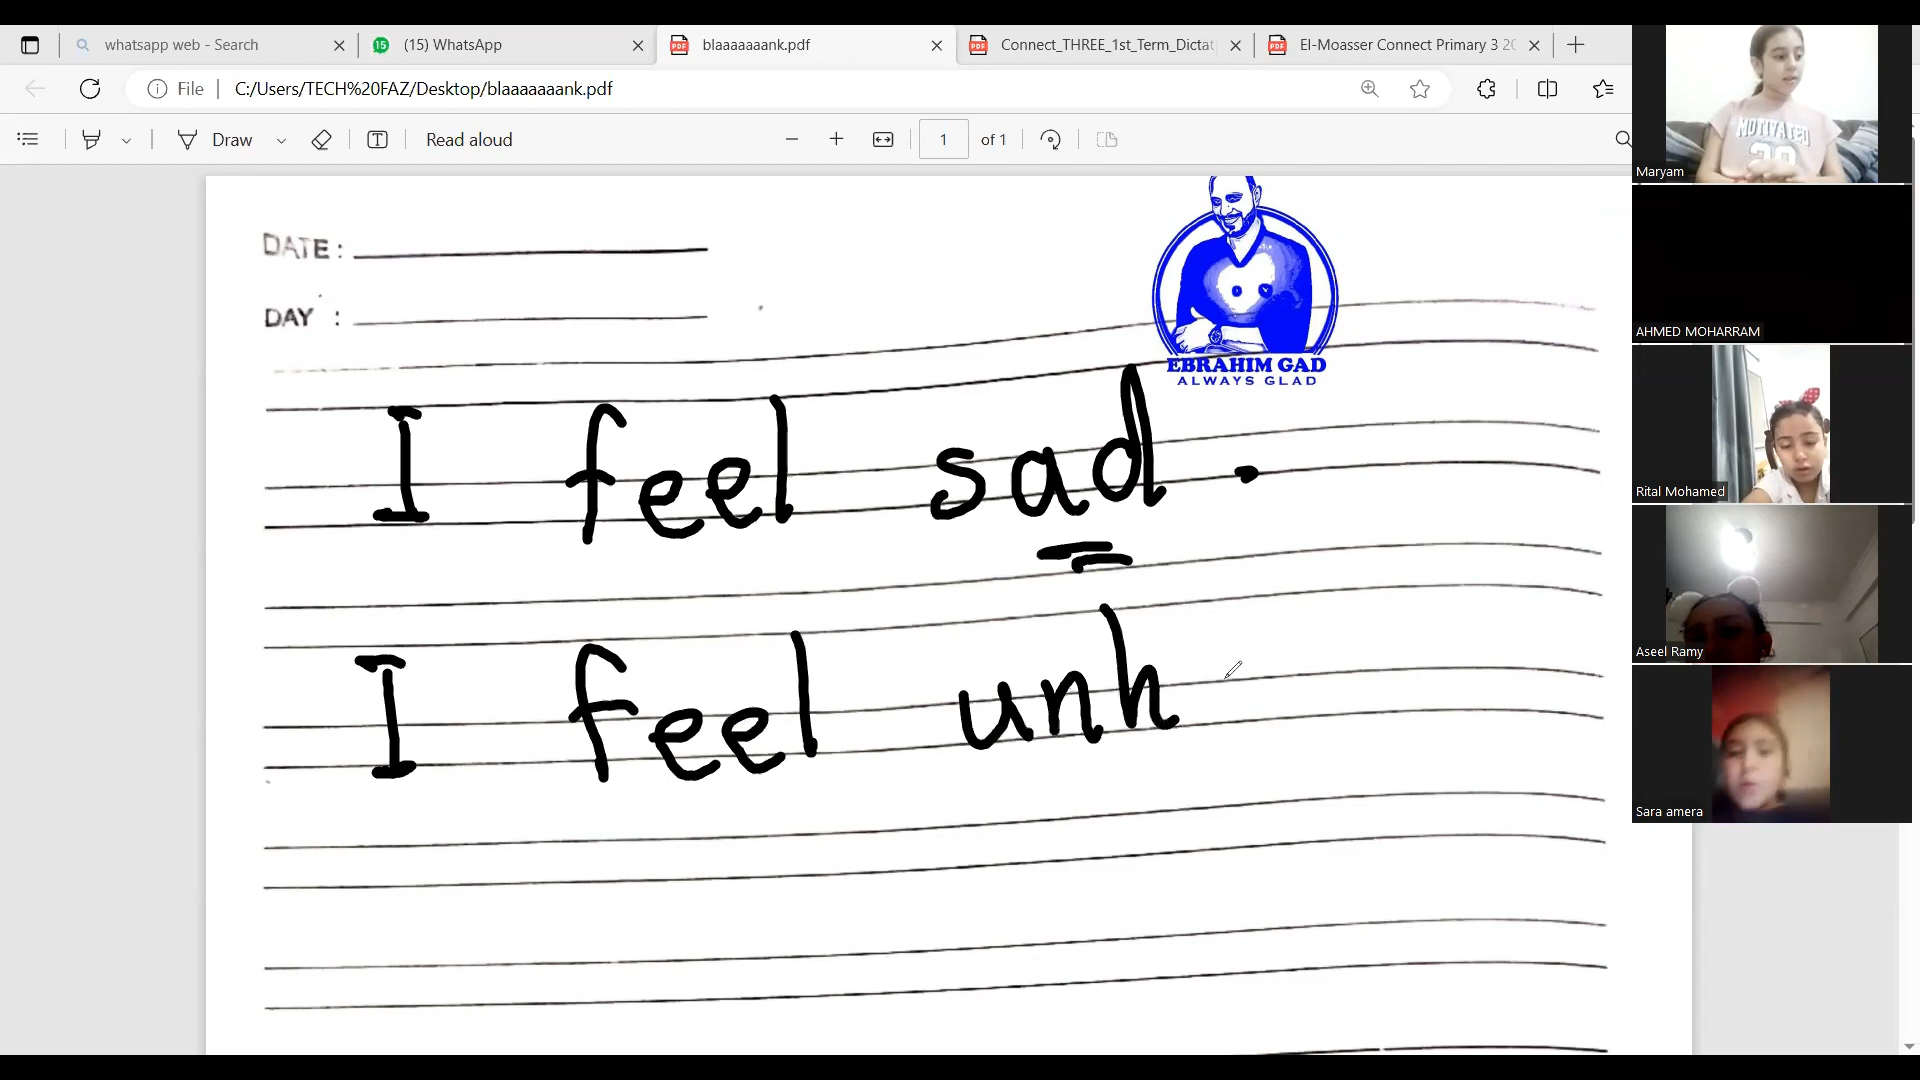 whatsapp web - Search
(15) WhatsApp
blaaaaaaank.pdf
Connect_THREE_1st_Term_Dictat
El-Moasser Connect Primary 3 20
File
C:/Users/TECH%20FAZ/Desktop/blaaaaaaank.pdf
Draw
Read aloud
1
of 1
DATE :
DAY :
EBRAHIM GAD
ALWAYS GLAD
I feel sad.
I feel unh
MOTIVATED
Maryam
AHMED MOHARRAM
Rital Mohamed
Aseel Ramy
Sara amera